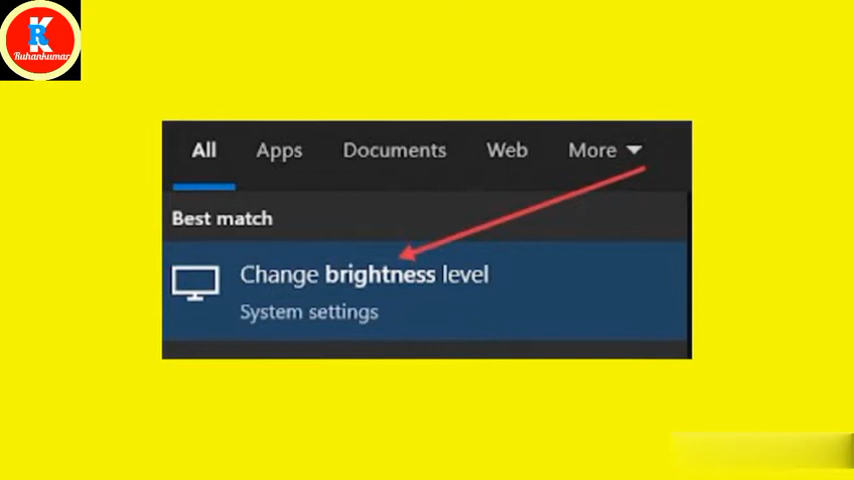 K
R
Ruhankumar
All Apps Documents Web More
Best match
Change brightness level
System settings